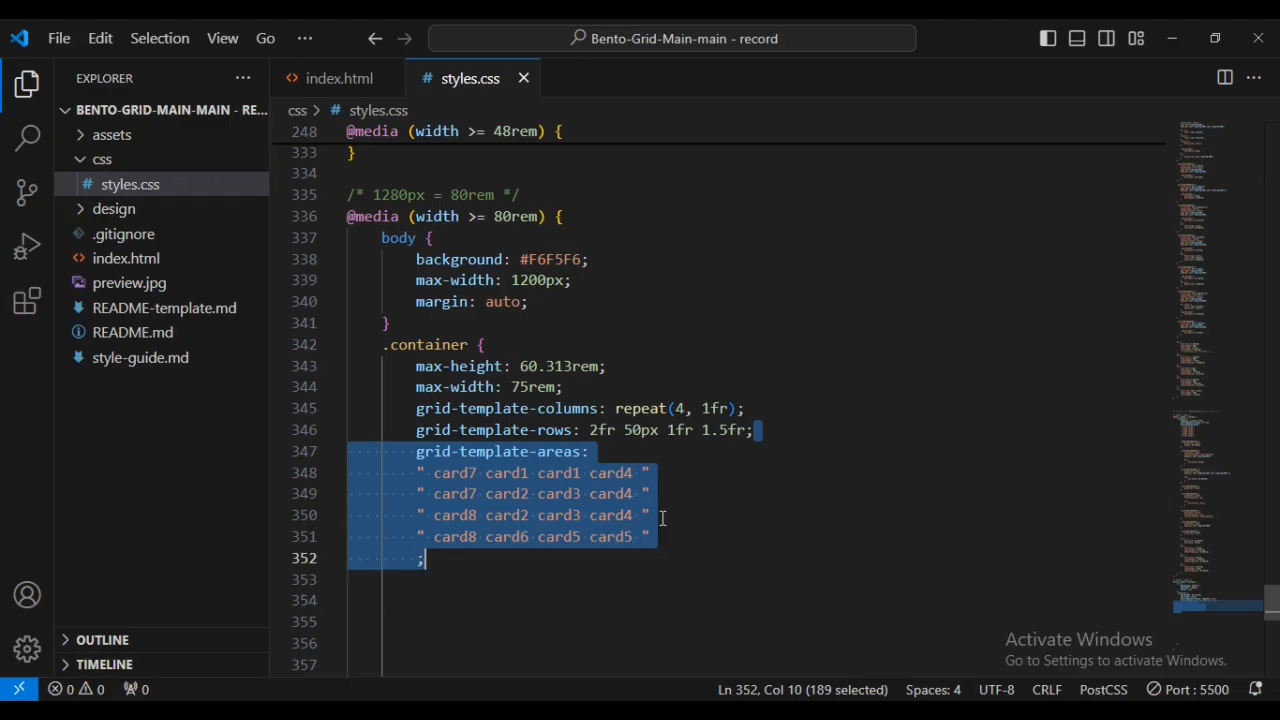 File Edit Selection View Go ··· Bento-Grid-Main-main - record
EXPLORER ···
BENTO-GRID-MAIN-MAIN - RE...
assets
css
# styles.css
design
.gitignore
<> index.html
preview.jpg
README-template.md
README.md
style-guide.md
OUTLINE
TIMELINE
<> index.html # styles.css
css > # styles.css
248 @media (width >= 48rem) {
333 }
334
335 /* 1280px = 80rem */
336 @media (width >= 80rem) {
337 body {
338 background: #F6F5F6;
339 max-width: 1200px;
340 margin: auto;
341 }
342 .container {
343 max-height: 60.313rem;
344 max-width: 75rem;
345 grid-template-columns: repeat(4, 1fr);
346 grid-template-rows: 2fr 50px 1fr 1.5fr;
347 grid-template-areas:
348 " card7 card1 card1 card4 "
349 " card7 card2 card3 card4 "
350 " card8 card2 card3 card4 "
351 " card8 card6 card5 card5 "
352 ;
353
354
355
356
357
Activate Windows
Go to Settings to activate Windows.
0 0 0 Ln 352, Col 10 (189 selected) Spaces: 4 UTF-8 CRLF PostCSS Port : 5500